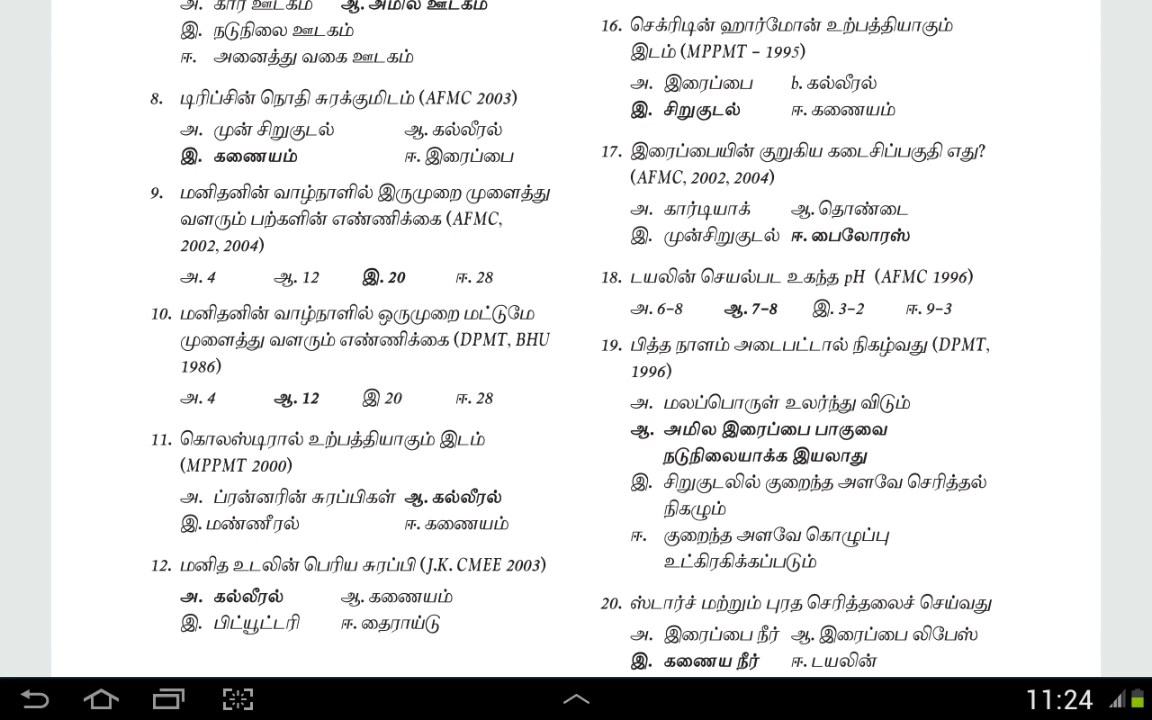 அ. கார ஊடகம் ஆ. அமில ஊடகம்
இ. நடுநிலை ஊடகம்
ஈ. அனைத்து வகை ஊடகம்
8. டிரிப்சின் நொதி சுரக்குமிடம் (AFMC 2003)
அ. முன் சிறுகுடல் ஆ. கல்லீரல்
இ. கணையம் ஈ. இரைப்பை
9. மனிதனின் வாழ்நாளில் இருமுறை முளைத்து
வளரும் பற்களின் எண்ணிக்கை (AFMC,
2002, 2004)
அ. 4 ஆ. 12 இ. 20 ஈ. 28
10. மனிதனின் வாழ்நாளில் ஒருமுறை மட்டுமே
முளைத்து வளரும் எண்ணிக்கை (DPMT, BHU
1986)
அ. 4 ஆ. 12 இ 20 ஈ. 28
11. கொலஸ்டிரால் உற்பத்தியாகும் இடம்
(MPPMT 2000)
அ. ப்ரன்னரின் சுரப்பிகள் ஆ. கல்லீரல்
இ. மண்ணீரல் ஈ. கணையம்
12. மனித உடலின் பெரிய சுரப்பி (J.K. CMEE 2003)
அ. கல்லீரல் ஆ. கணையம்
இ. பிட்யூட்டரி ஈ. தைராய்டு
16. செக்ரிடின் ஹார்மோன் உற்பத்தியாகும்
இடம் (MPPMT – 1995)
அ. இரைப்பை b. கல்லீரல்
இ. சிறுகுடல் ஈ. கணையம்
17. இரைப்பையின் குறுகிய கடைசிப்பகுதி எது?
(AFMC, 2002, 2004)
அ. கார்டியாக் ஆ. தொண்டை
இ. முன்சிறுகுடல் ஈ. பைலோரஸ்
18. டயலின் செயல்பட உகந்த pH (AFMC 1996)
அ. 6–8 ஆ. 7–8 இ. 3–2 ஈ. 9–3
19. பித்த நாளம் அடைபட்டால் நிகழ்வது (DPMT,
1996)
அ. மலப்பொருள் உலர்ந்து விடும்
ஆ. அமில இரைப்பை பாகுவை
நடுநிலையாக்க இயலாது
இ. சிறுகுடலில் குறைந்த அளவே செரித்தல்
நிகழும்
ஈ. குறைந்த அளவே கொழுப்பு
உட்கிரகிக்கப்படும்
20. ஸ்டார்ச் மற்றும் புரத செரித்தலைச் செய்வது
அ. இரைப்பை நீர் ஆ. இரைப்பை லிபேஸ்
இ. கணைய நீர் ஈ. டயலின்
11:24